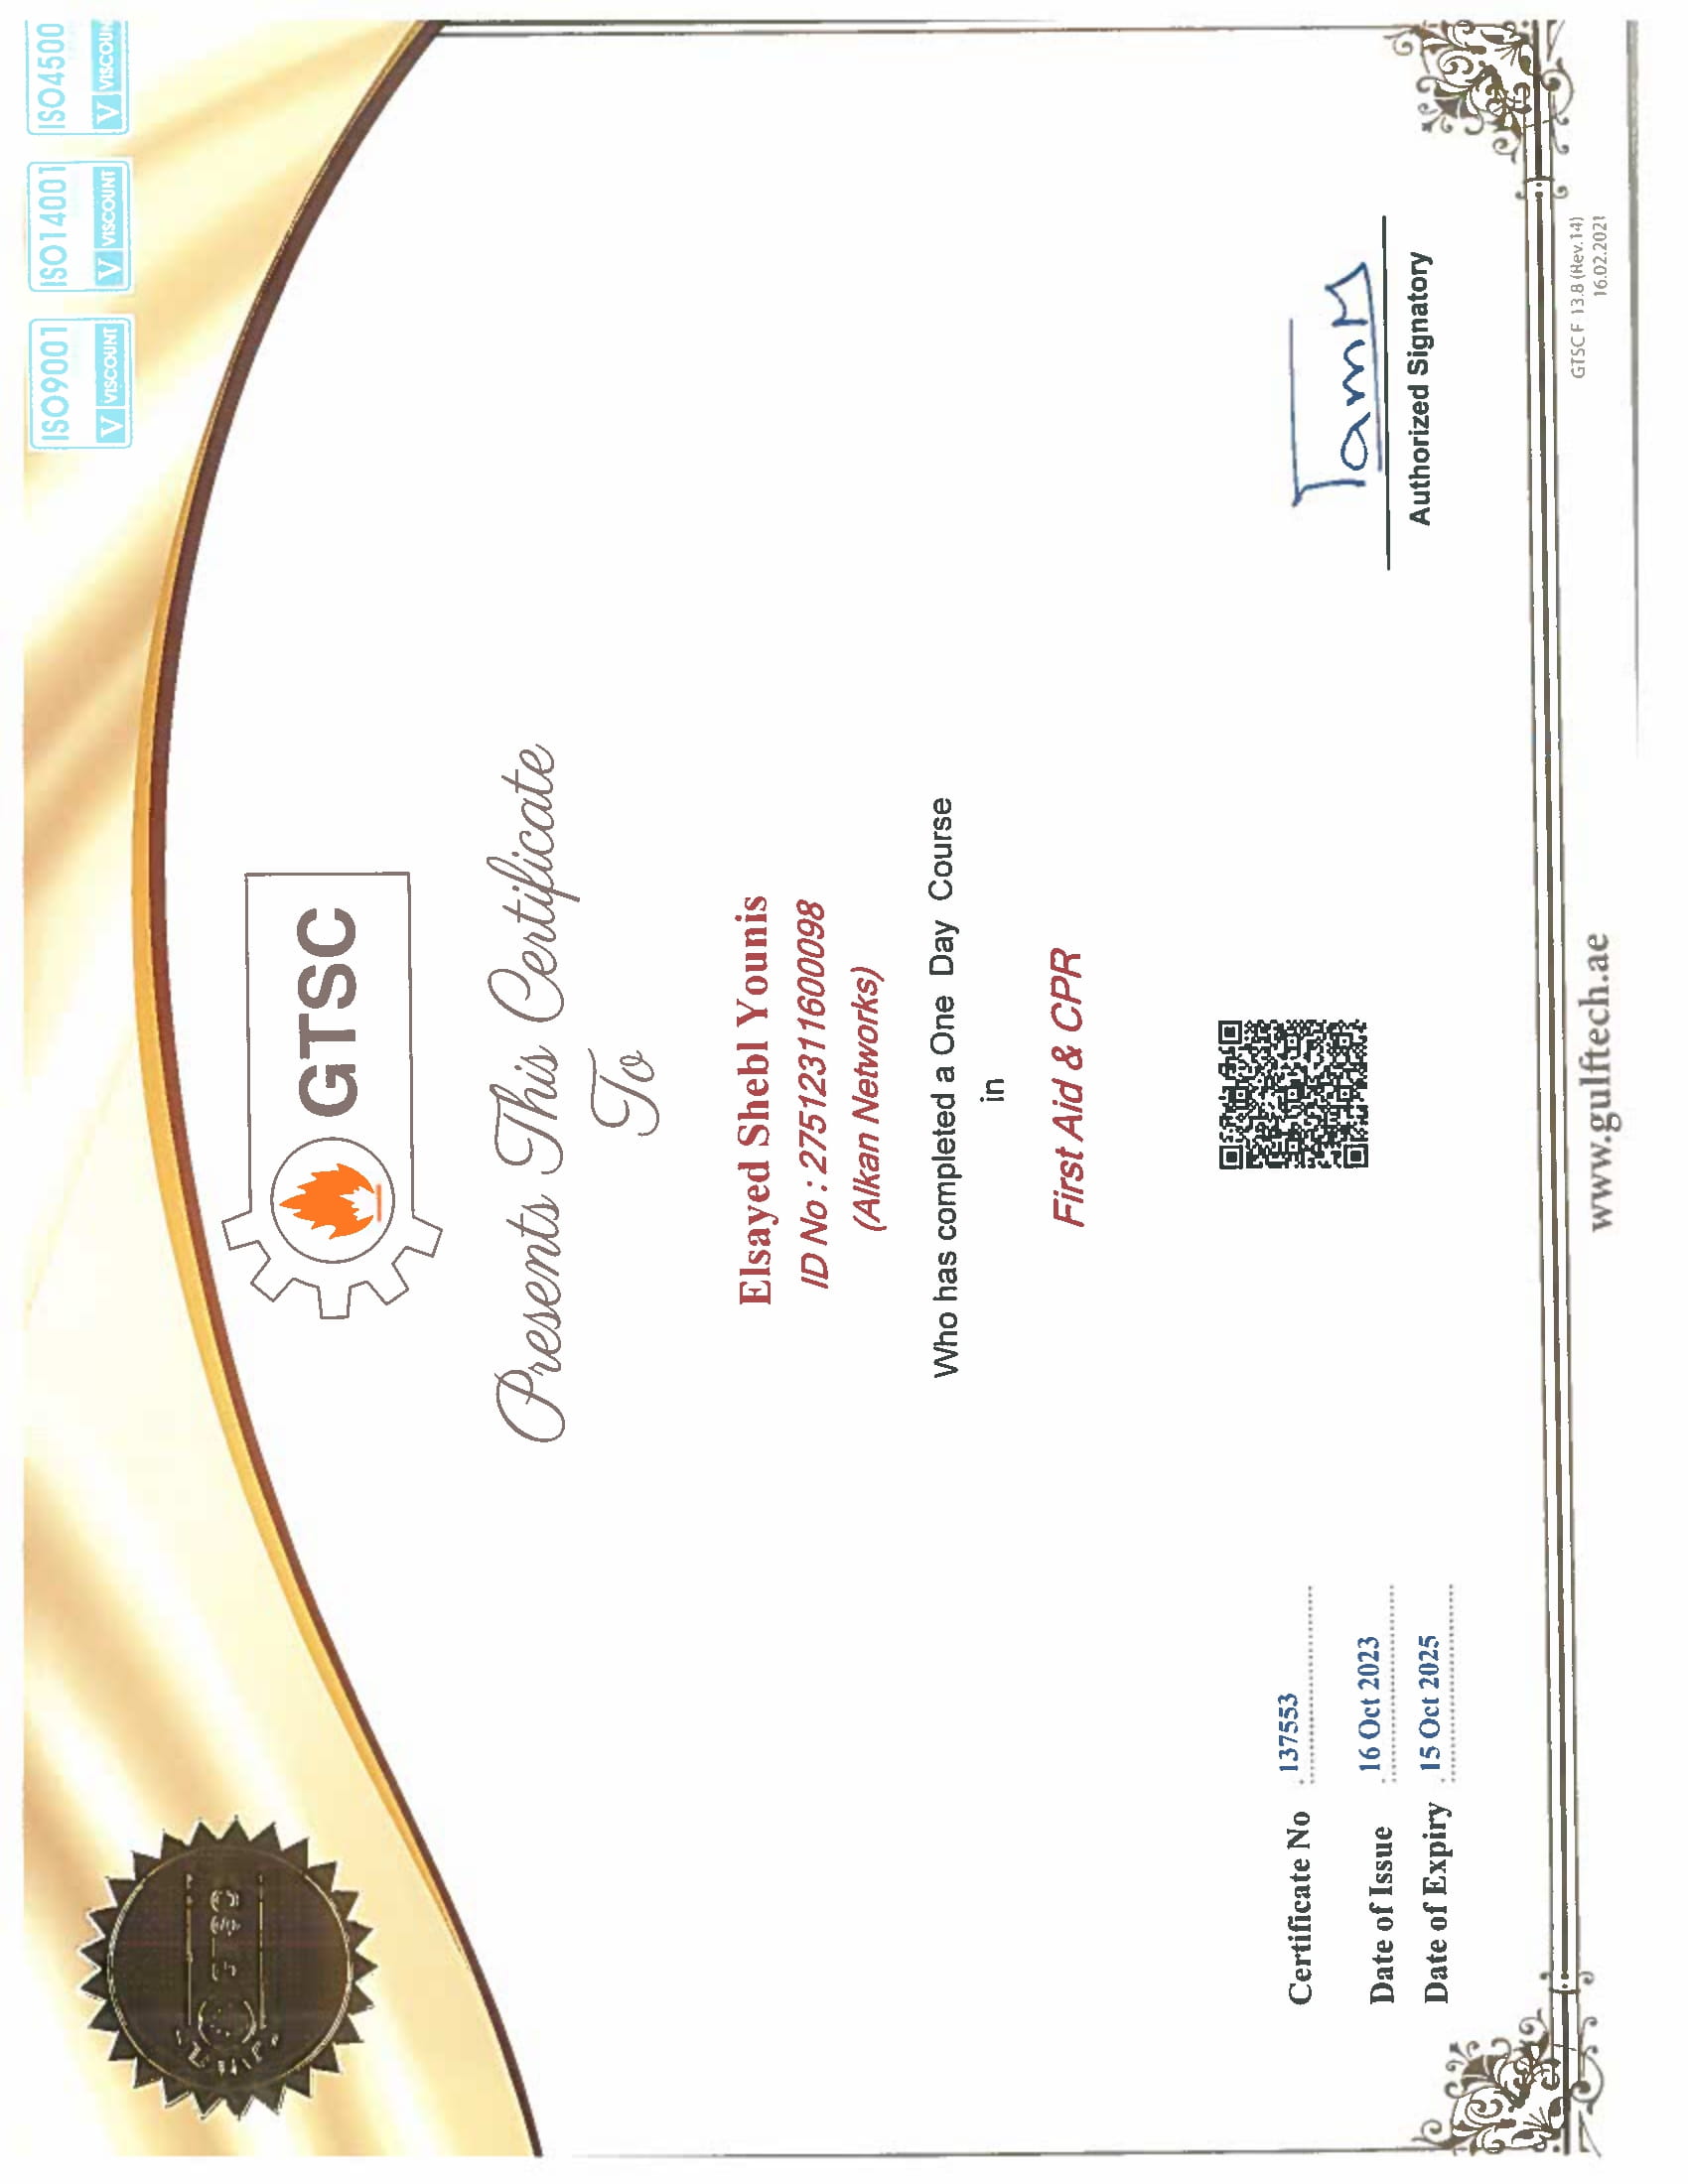 ISO9001
V VISCOUNT
ISO14001
V VISCOUNT
ISO4500
V VISCOUN
GTSC
GTSC
Presents This Certificate
To
Elsayed Shebl Younis
ID No : 27512311600098
(Alkan Networks)
Who has completed a One Day Course
in
First Aid & CPR
Certificate No : 137553
Date of Issue : 16 Oct 2023
Date of Expiry : 15 Oct 2025
Authorized Signatory
www.gulftech.ae
GTSC F 13.8 (Rev.14)
16.02.2021